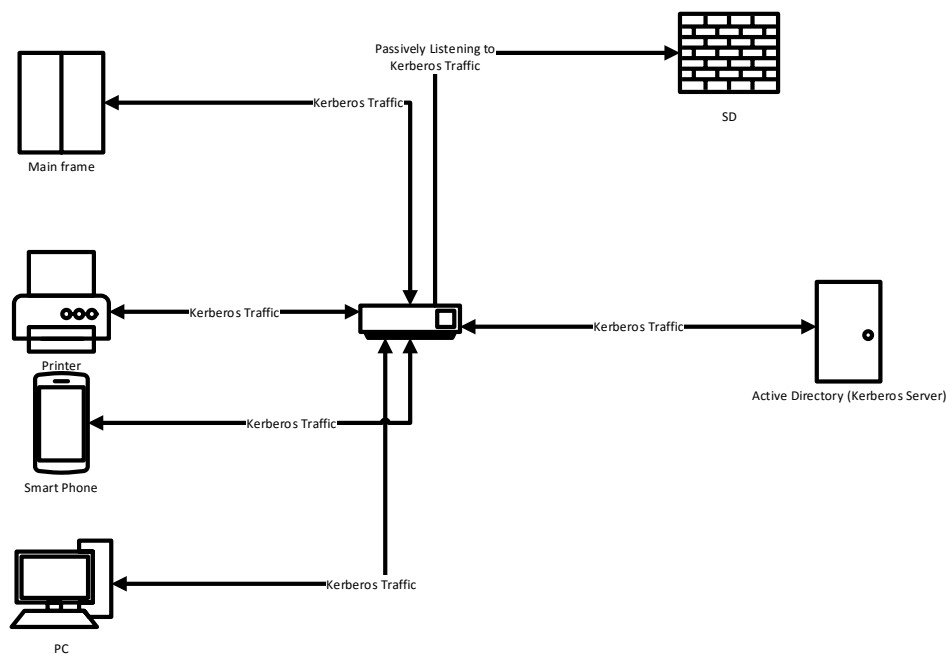 Passively Listening to
Kerberos Traffic
SD
Kerberos Traffic
Main frame
Kerberos Traffic
Kerberos Traffic
Printer
Active Directory (Kerberos Server)
Kerberos Traffic
Smart Phone
Kerberos Traffic
PC